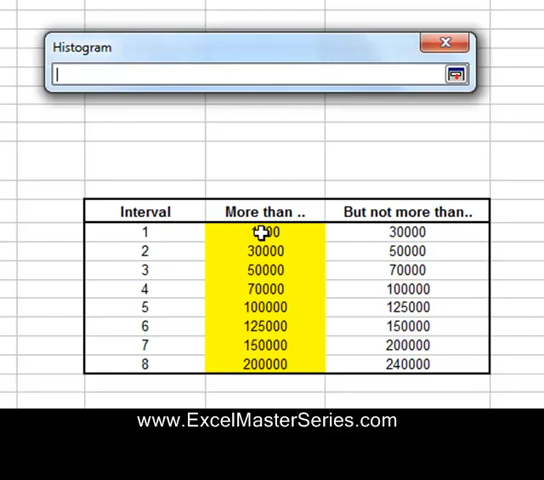 Histogram
Interval More than .. But not more than..
1 30000
2 30000 50000
3 50000 70000
4 70000 100000
5 100000 125000
6 125000 150000
7 150000 200000
8 200000 240000
www.ExcelMasterSeries.com